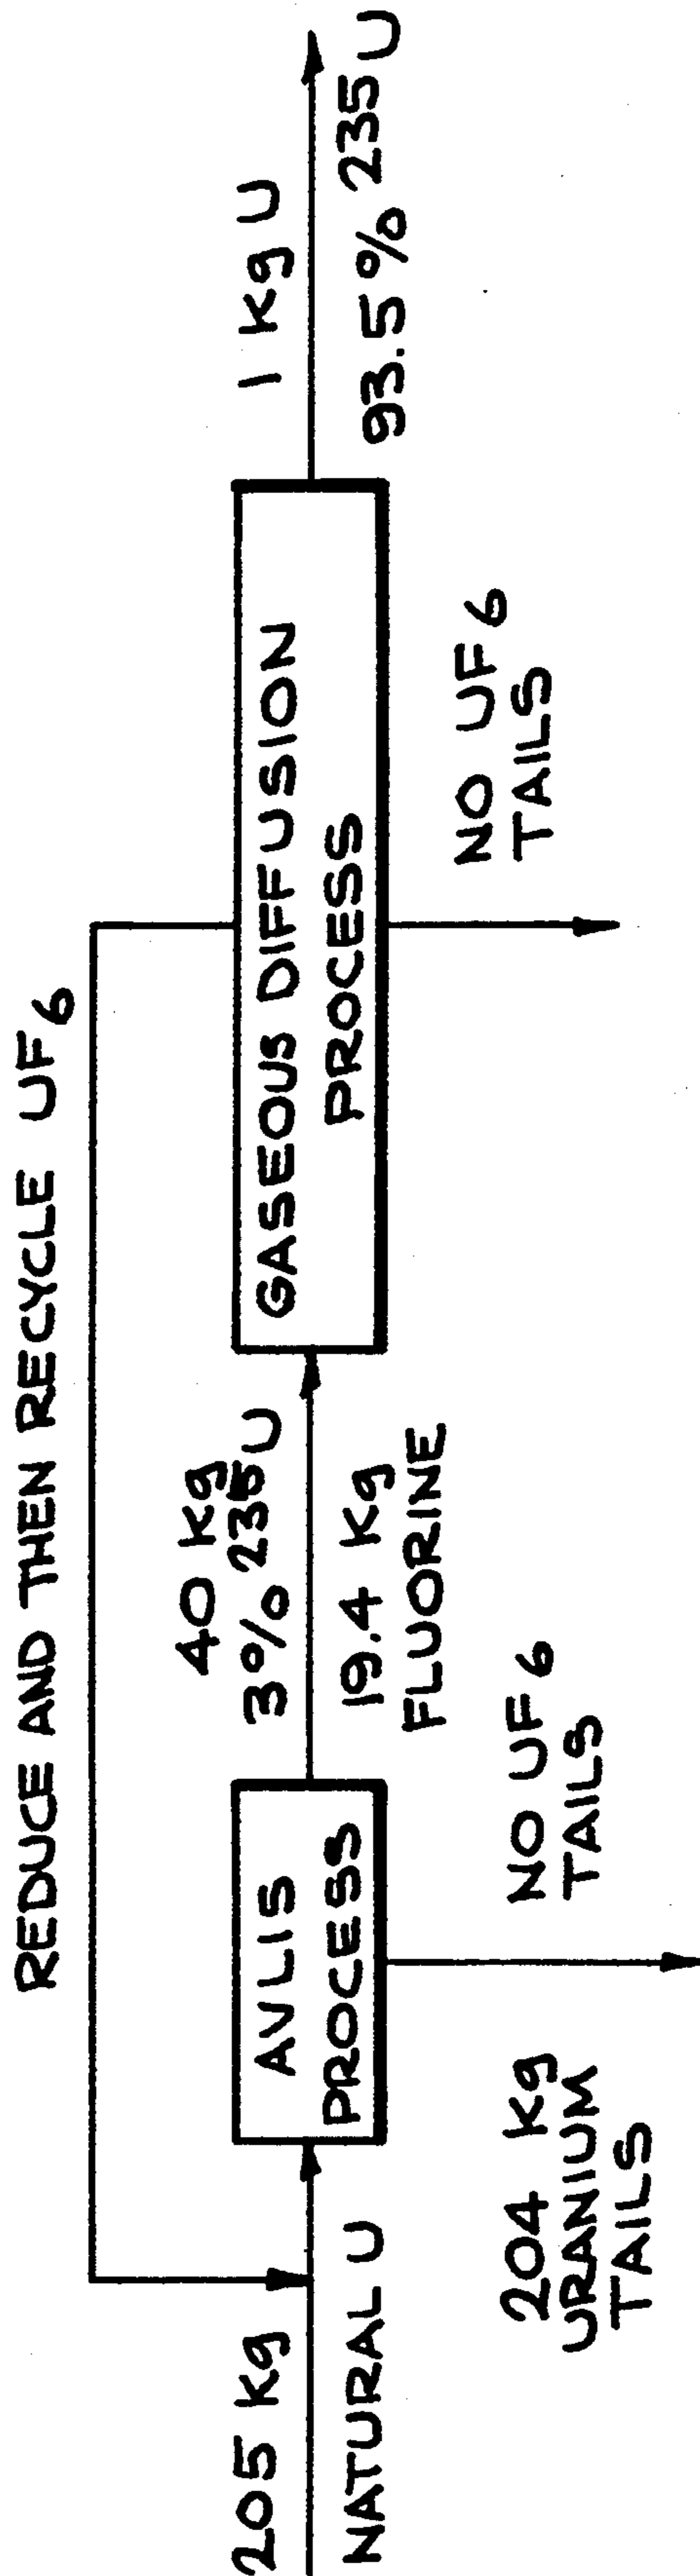 REDUCE AND THEN RECYCLE UF6
205 Kg
NATURAL U
AVLIS
PROCESS
204 Kg
URANIUM
TAILS
NO UF6
TAILS
40 Kg
3% 235U
19.4 Kg
FLUORINE
GASEOUS DIFFUSION
PROCESS
NO UF6
TAILS
1 Kg U
93.5% 235U